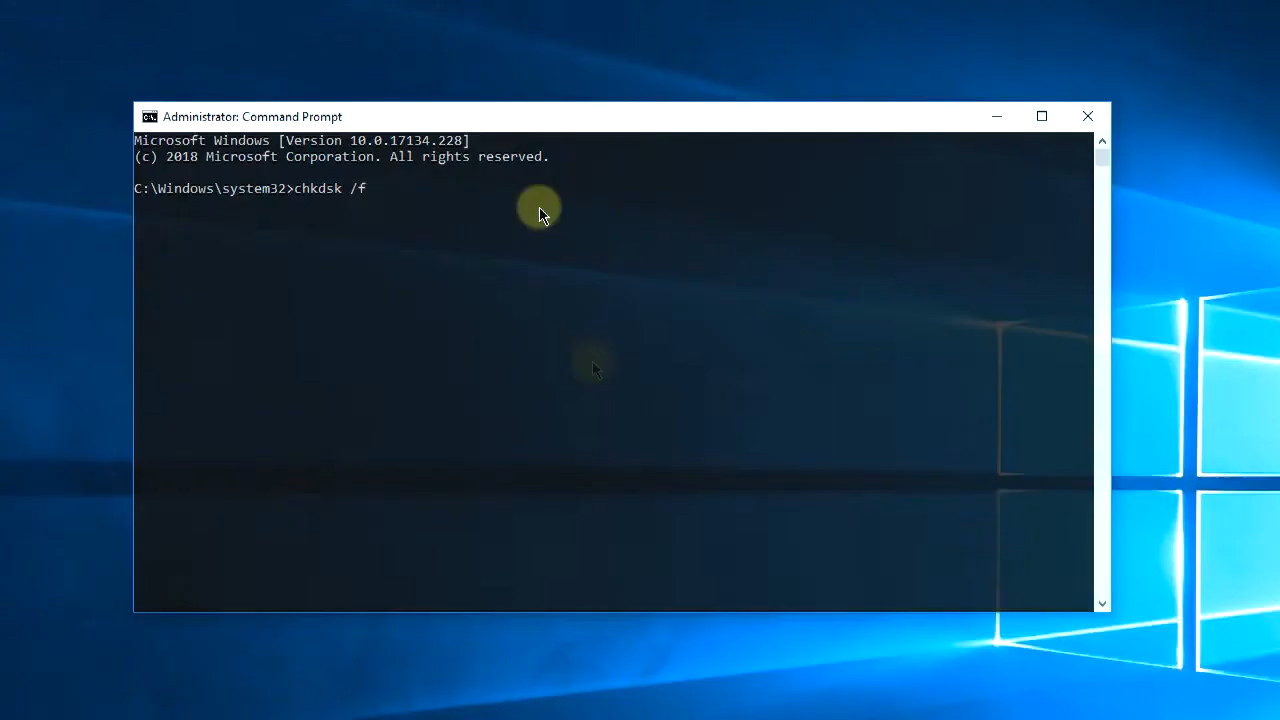 Administrator: Command Prompt
Microsoft Windows [Version 10.0.17134.228]
(c) 2018 Microsoft Corporation. All rights reserved.
C:\Windows\system32>chkdsk /f